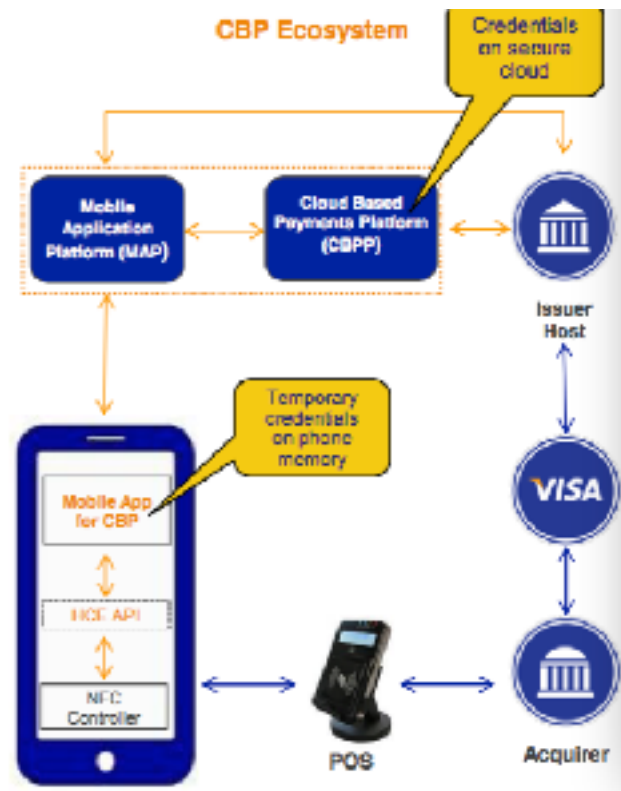 CBP Ecosystem
Credentials
on secure
cloud
Mobile
Application
Platform (MAP)
Cloud Based
Payments Platform
(CBPP)
Issuer
Host
Temporary
credentials
on phone
memory
Mobile App
for CBP
VISA
HCE API
NFC
Controller
POS
Acquirer